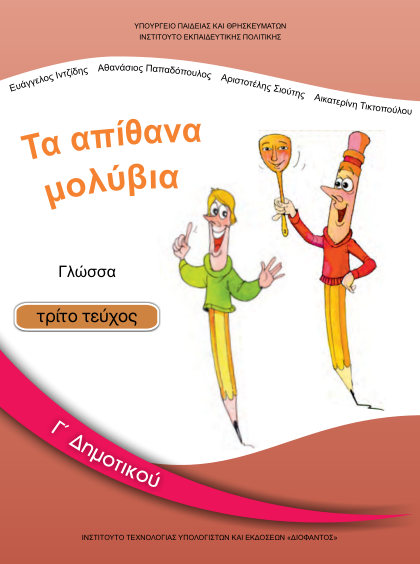 ΥΠΟΥΡΓΕΙΟ ΠΑΙΔΕΙΑΣ ΚΑΙ ΘΡΗΣΚΕΥΜΑΤΩΝ
ΙΝΣΤΙΤΟΥΤΟ ΕΚΠΑΙΔΕΥΤΙΚΗΣ ΠΟΛΙΤΙΚΗΣ
Ευάγγελος Ιντζίδης Αθανάσιος Παπαδόπουλος Αριστοτέλης Σιούτης Αικατερίνη Τικτοπούλου
Τα απίθανα
μολύβια
Γλώσσα
τρίτο τεύχος
Γ΄ Δημοτικού
ΙΝΣΤΙΤΟΥΤΟ ΤΕΧΝΟΛΟΓΙΑΣ ΥΠΟΛΟΓΙΣΤΩΝ ΚΑΙ ΕΚΔΟΣΕΩΝ «ΔΙΟΦΑΝΤΟΣ»